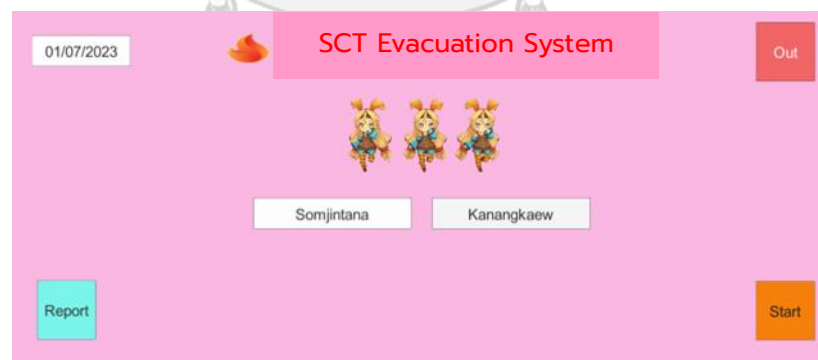 01/07/2023
SCT Evacuation System
Out
Somjintana
Kanangkaew
Report
Start